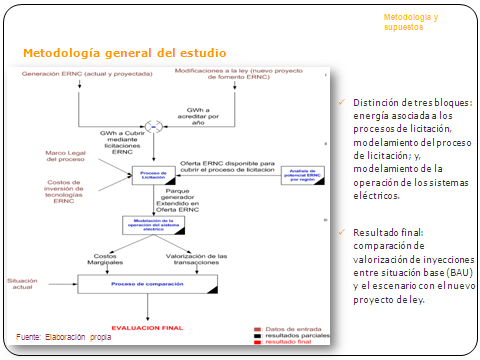 Metodologia y
supuestos
Metodología general del estudio
Generación ERNC (actual y proyectada)
Modificaciones a la ley (nuevo proyecto
de fomento ERNC)
GWh a
acreditar por
año
GWh a Cubrir
mediante
licitaciones
ERNC
Marco Legal
del proceso
Costos de
inversión de
tecnologías
ERNC
Proceso de
Licitación
Oferta ERNC disponible para
cubrir el proceso de licitación
Análisis de
potencial ERNC
por región
Parque
generador
Extendido en
Oferta ERNC
Modelación de la
operación del sistema
eléctrico
Costos
Marginales
Valorización de las
transacciones
Situación
actual
Proceso de comparación
EVALUACION FINAL
Datos de entrada
resultados parciales
resultado final
Fuente: Elaboración propia
✓ Distinción de tres bloques:
energía asociada a los
procesos de licitación,
modelamiento del proceso
de licitación; y,
modelamiento de la
operación de los sistemas
eléctricos.
✓ Resultado final:
comparación de
valorización de inyecciones
entre situación base (BAU)
y el escenario con el nuevo
proyecto de ley.